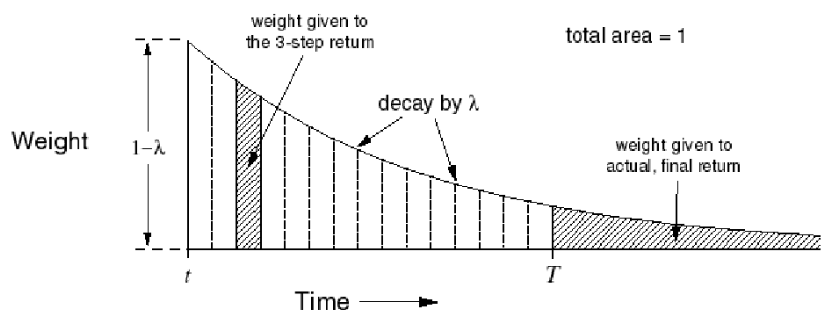 weight given to
the 3-step return
total area = 1
decay by λ
Weight
1−λ
weight given to
actual, final return
t
T
Time